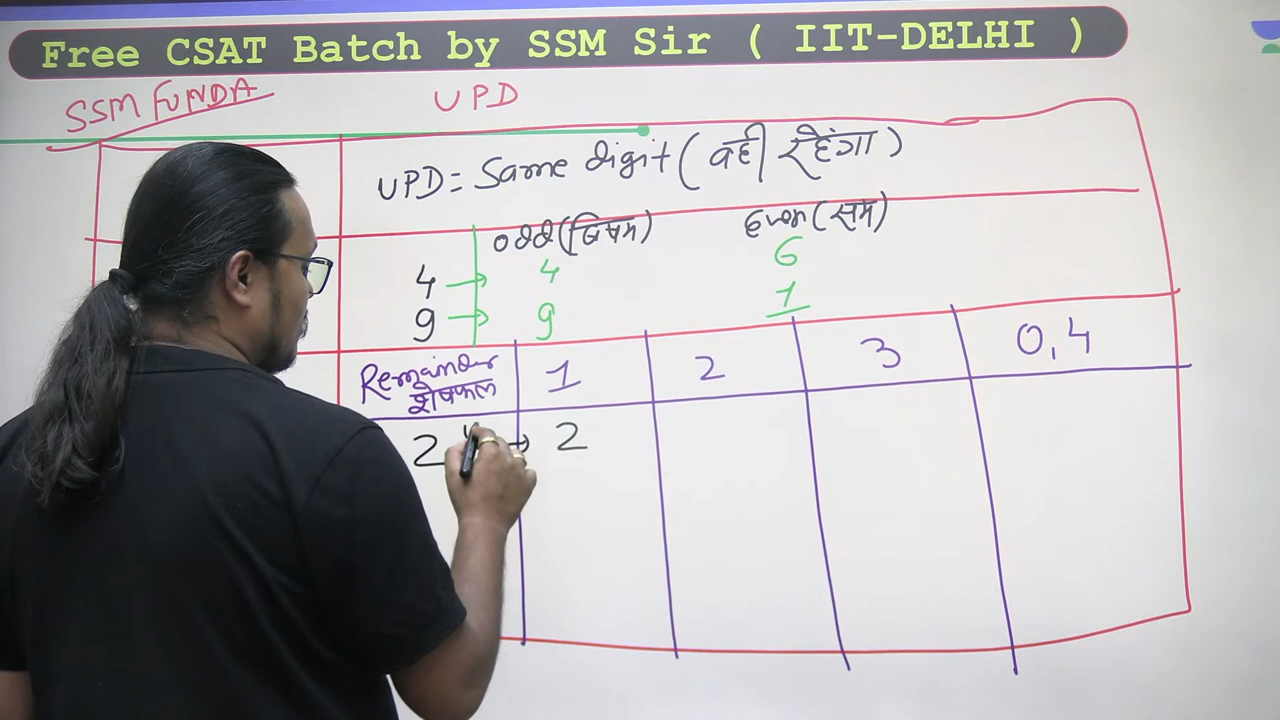 Free CSAT Batch by SSM Sir ( IIT-DELHI )
SSM FUNDA
UPD
UPD = Same digit ( वही रहेंगा )
odd (विषम) Even (सम)
4 → 4 6
9 → 9 1
Remainder 1 2 3 0,4
शेषफल
2 → 2